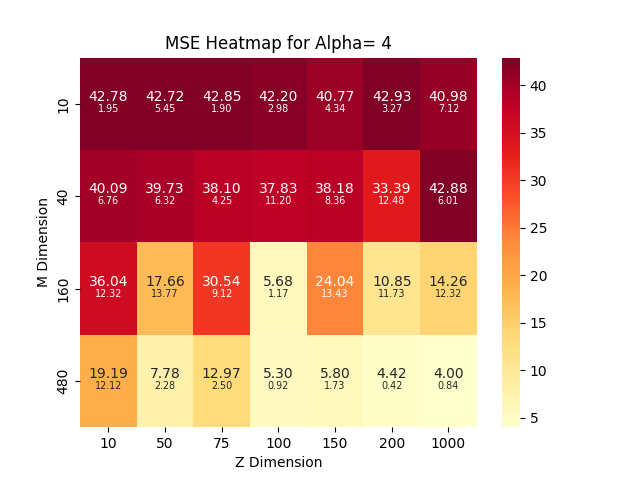 MSE Heatmap for Alpha= 4
M Dimension
10
42.78 42.72 42.85 42.20 40.77 42.93 40.98
1.95 5.45 1.90 2.98 4.34 3.27 7.12
40
40.09 39.73 38.10 37.83 38.18 33.39 42.88
6.76 6.32 4.25 11.20 8.36 12.48 6.01
160
36.04 17.66 30.54 5.68 24.04 10.85 14.26
12.32 13.77 9.12 1.17 13.43 11.73 12.32
480
19.19 7.78 12.97 5.30 5.80 4.42 4.00
12.12 2.28 2.50 0.92 1.73 0.42 0.84
10 50 75 100 150 200 1000
Z Dimension
40
35
30
25
20
15
10
5